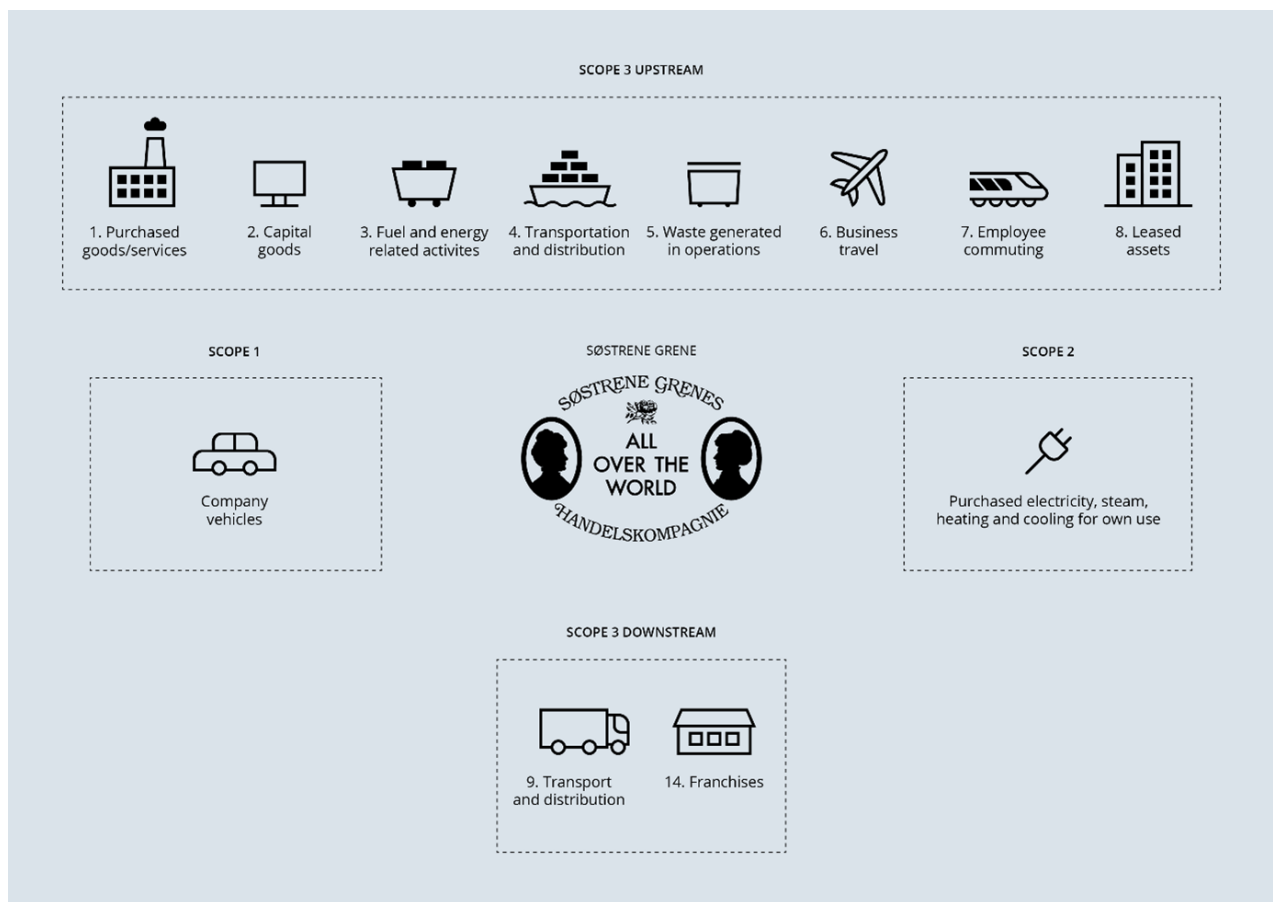 SCOPE 3 UPSTREAM
1. Purchased
goods/services
2. Capital
goods
3. Fuel and energy
related activites
4. Transportation
and distribution
5. Waste generated
in operations
6. Business
travel
7. Employee
commuting
8. Leased
assets
SCOPE 1
Company
vehicles
SØSTRENE GRENE
SØSTRENE GRENES
ALL
OVER THE
WORLD
HANDELSKOMPAGNIE
SCOPE 2
Purchased electricity, steam,
heating and cooling for own use
SCOPE 3 DOWNSTREAM
9. Transport
and distribution
14. Franchises